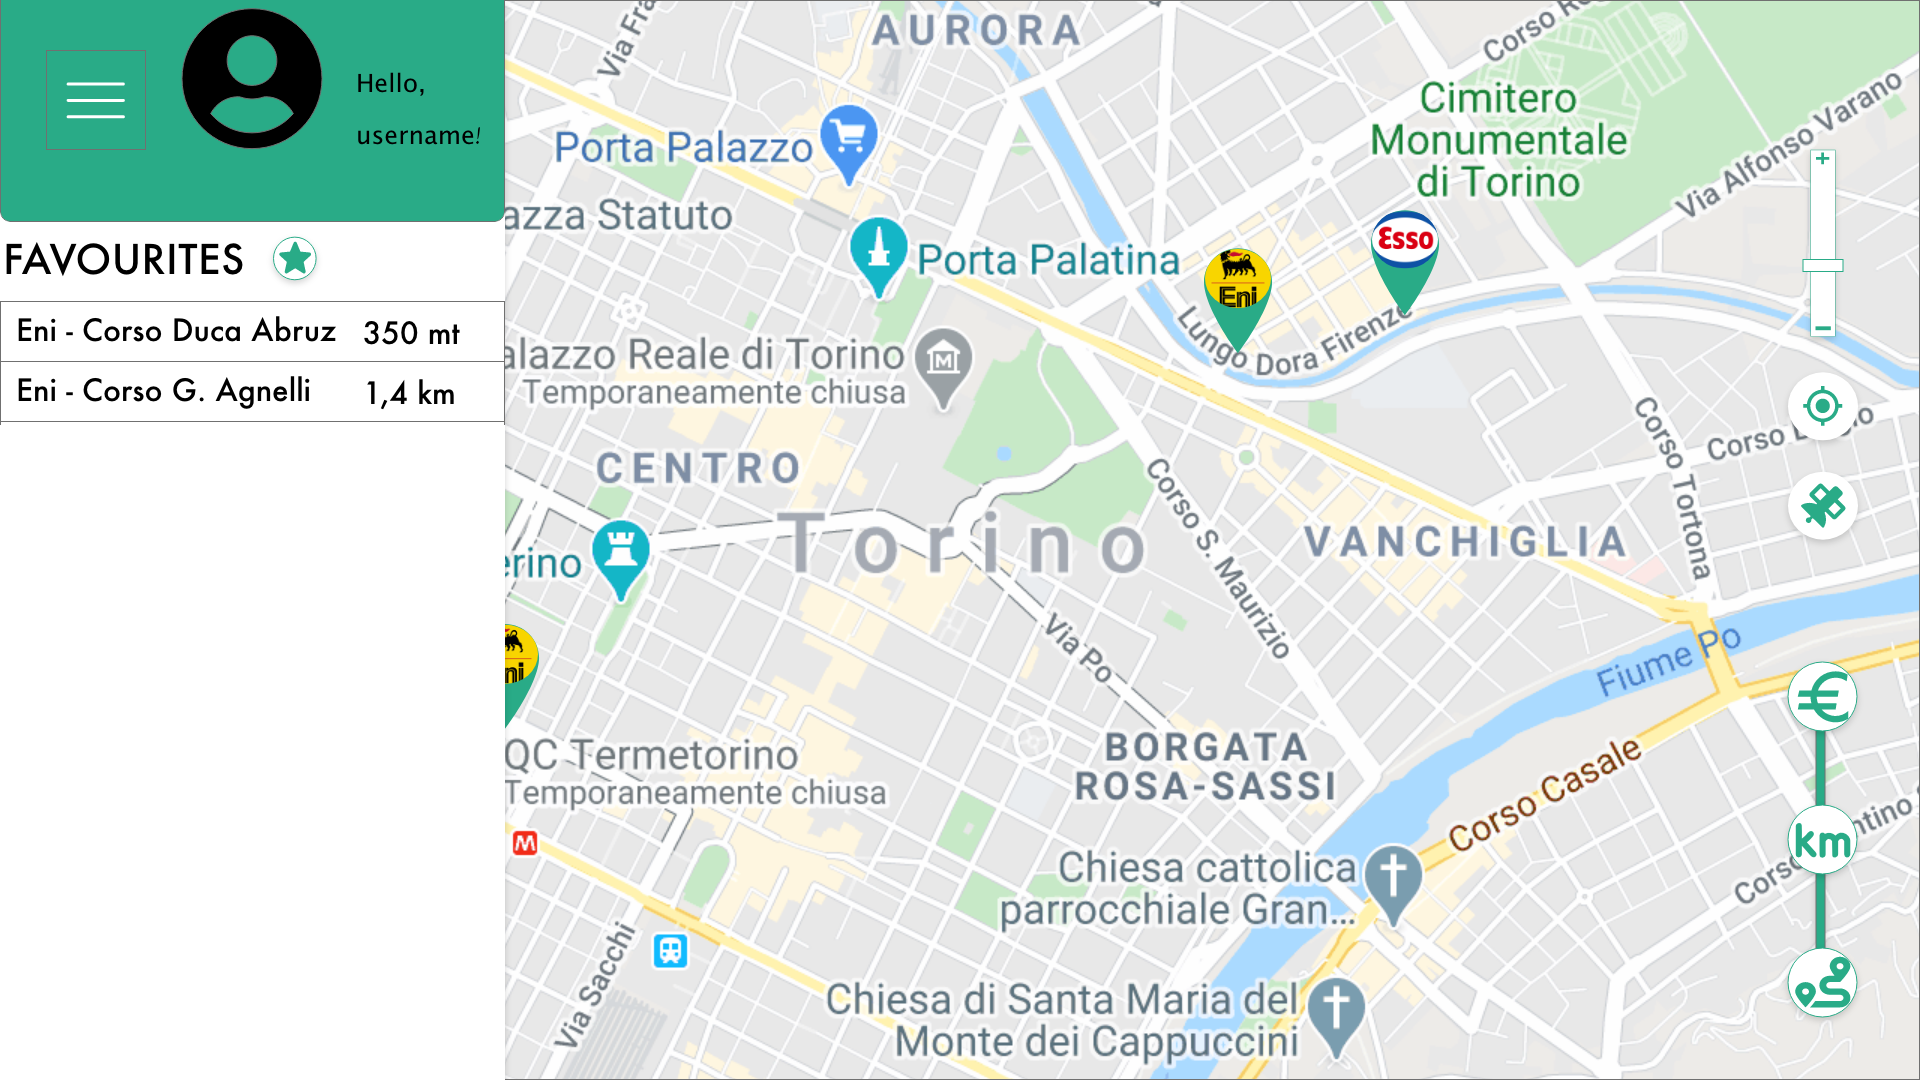 Hello,
username!
FAVOURITES
Eni - Corso Duca Abruz 350 mt
Eni - Corso G. Agnelli 1,4 km
AURORA
Via Fra
Corso Ro
Cimitero
Monumentale
di Torino
Via Alfonso Varano
Porta Palazzo
azza Statuto
Porta Palatina
Eni
Esso
Lungo Dora Firenze
+
−
alazzo Reale di Torino
Temporaneamente chiusa
M
CENTRO
Torino
erino
Corso S. Maurizio
VANCHIGLIA
Corso Tortona
Corso
Via Po
Fiume Po
ni
QC Termetorino
Temporaneamente chiusa
M
BORGATA
ROSA-SASSI
Corso Casale
€
km
ntino
Corso
Chiesa cattolica
parrocchiale Gran...
Via Sacchi
Chiesa di Santa Maria del
Monte dei Cappuccini